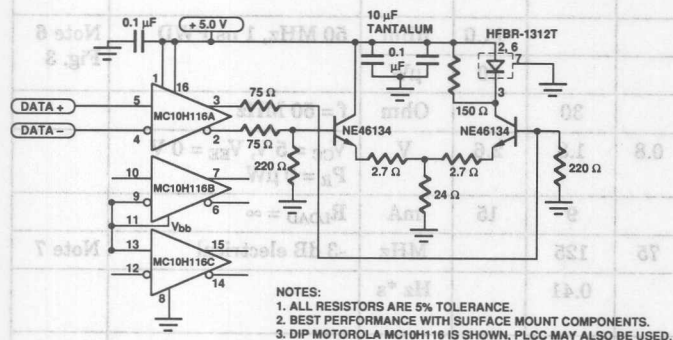 0.1 µF
+ 5.0 V
10 µF
TANTALUM
0.1
µF
HFBR-1312T
2, 6
7
3
1
16
DATA +
5
MC10H116A
3
75 Ω
150 Ω
DATA –
4
2
75 Ω
NE46134
NE46134
220 Ω
2.7 Ω
2.7 Ω
220 Ω
24 Ω
10
7
9
MC10H116B
6
11
Vbb
13
15
MC10H116C
12
14
8
NOTES:
1. ALL RESISTORS ARE 5% TOLERANCE.
2. BEST PERFORMANCE WITH SURFACE MOUNT COMPONENTS.
3. DIP MOTOROLA MC10H116 IS SHOWN, PLCC MAY ALSO BE USED.